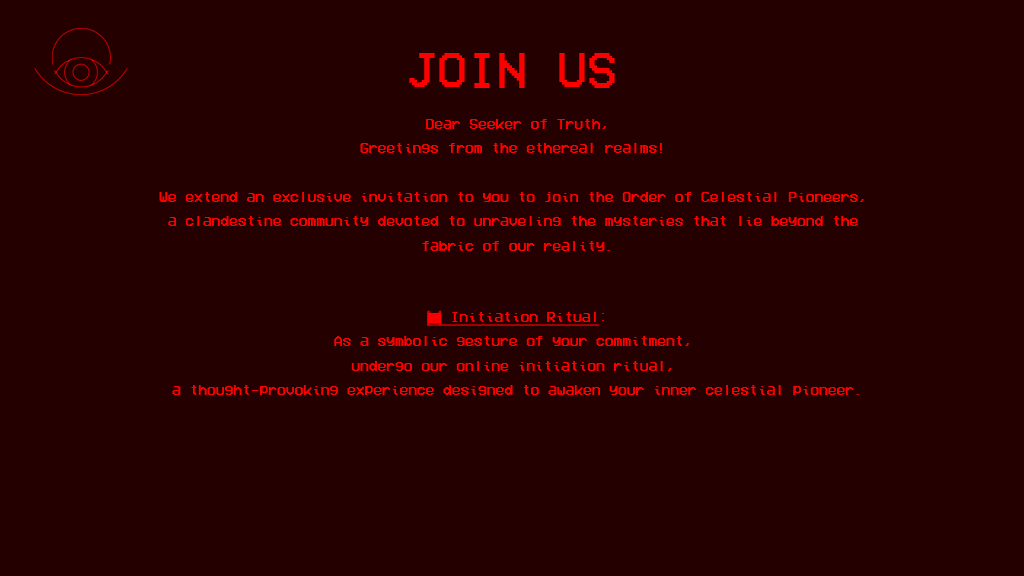 JOIN US
Dear Seeker of Truth,
Greetings from the ethereal realms!
We extend an exclusive invitation to you to join the Order of Celestial Pioneers,
a clandestine community devoted to unraveling the mysteries that lie beyond the
fabric of our reality.
Initiation Ritual:
As a symbolic gesture of your commitment,
undergo our online initiation ritual,
a thought-provoking experience designed to awaken your inner celestial pioneer.